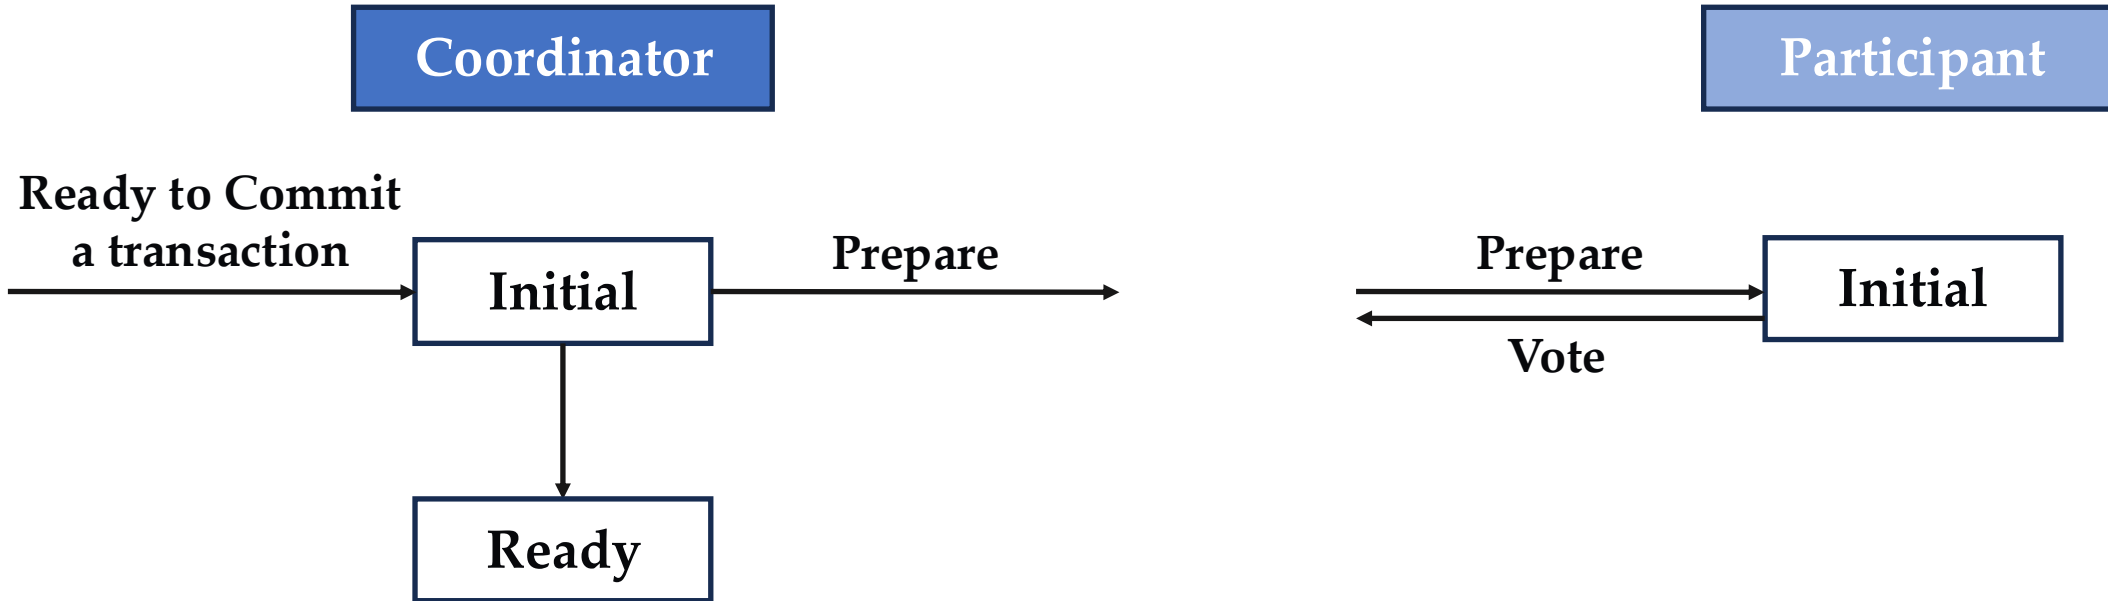 Coordinator
Participant
Ready to Commit
a transaction
Initial
Prepare
Prepare
Initial
Vote
Ready